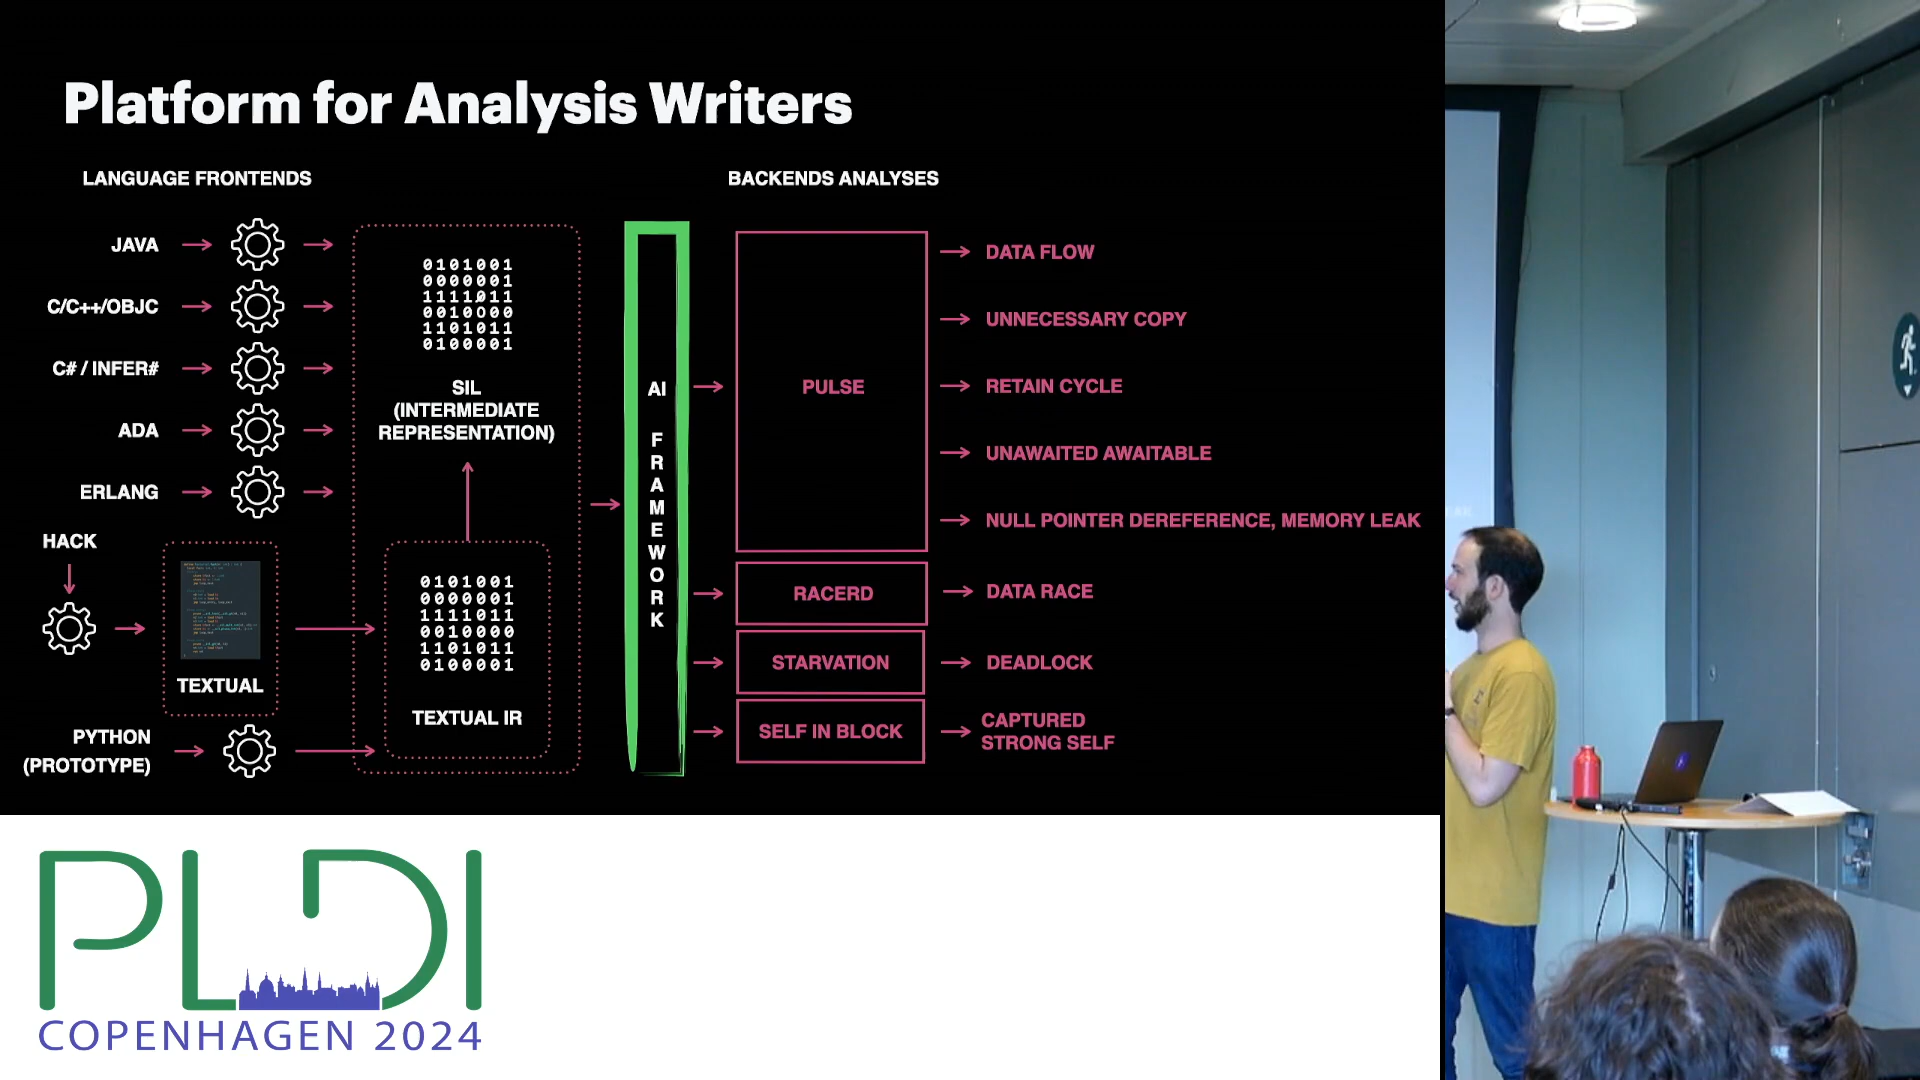 Platform for Analysis Writers
LANGUAGE FRONTENDS
BACKENDS ANALYSES
JAVA
C/C++/OBJC
C# / INFER#
ADA
ERLANG
HACK
TEXTUAL
PYTHON
(PROTOTYPE)
0101001
0000001
1111011
0010000
1101011
0100001
SIL
(INTERMEDIATE
REPRESENTATION)
0101001
0000001
1111011
0010000
1101011
0100001
TEXTUAL IR
AI
FRAMEWORK
PULSE
RACERD
STARVATION
SELF IN BLOCK
DATA FLOW
UNNECESSARY COPY
RETAIN CYCLE
UNAWAITED AWAITABLE
NULL POINTER DEREFERENCE, MEMORY LEAK
DATA RACE
DEADLOCK
CAPTURED
STRONG SELF
PLDI
COPENHAGEN 2024